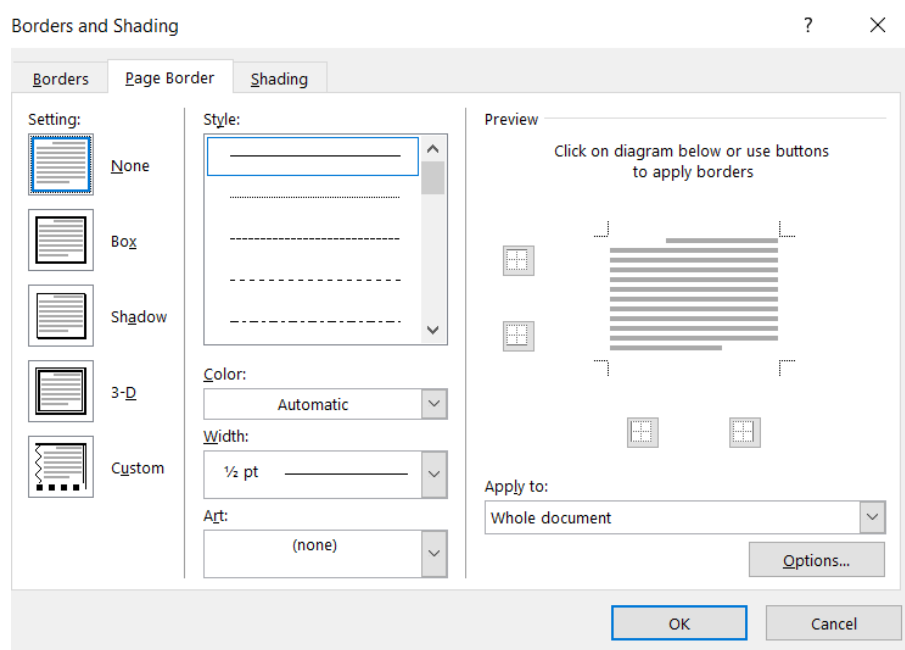 Borders and Shading
?
Borders
Page Border
Shading
Setting:
None
Box
Shadow
3-D
Custom
Style:
Color:
Automatic
Width:
½ pt
Art:
(none)
Preview
Click on diagram below or use buttons
to apply borders
Apply to:
Whole document
Options...
OK
Cancel